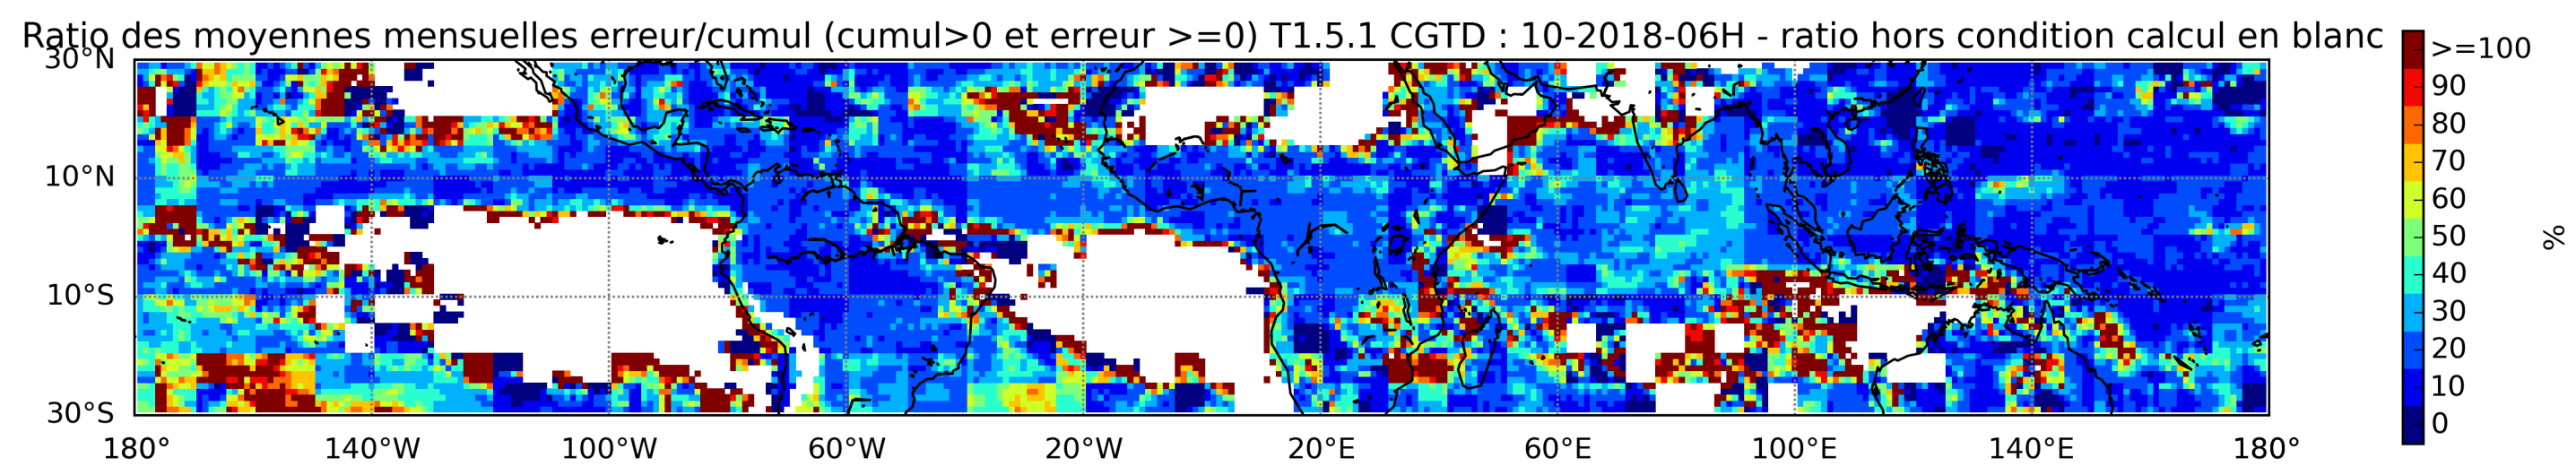 Ratio des moyennes mensuelles erreur/cumul (cumul>0 et erreur >=0) T1.5.1 CGTD : 10-2018-06H - ratio hors condition calcul en blanc
30°N
10°N
10°S
30°S
180°
140°W
100°W
60°W
20°W
20°E
60°E
100°E
140°E
180°
>=100
90
80
70
60
50
40
30
20
10
0
%